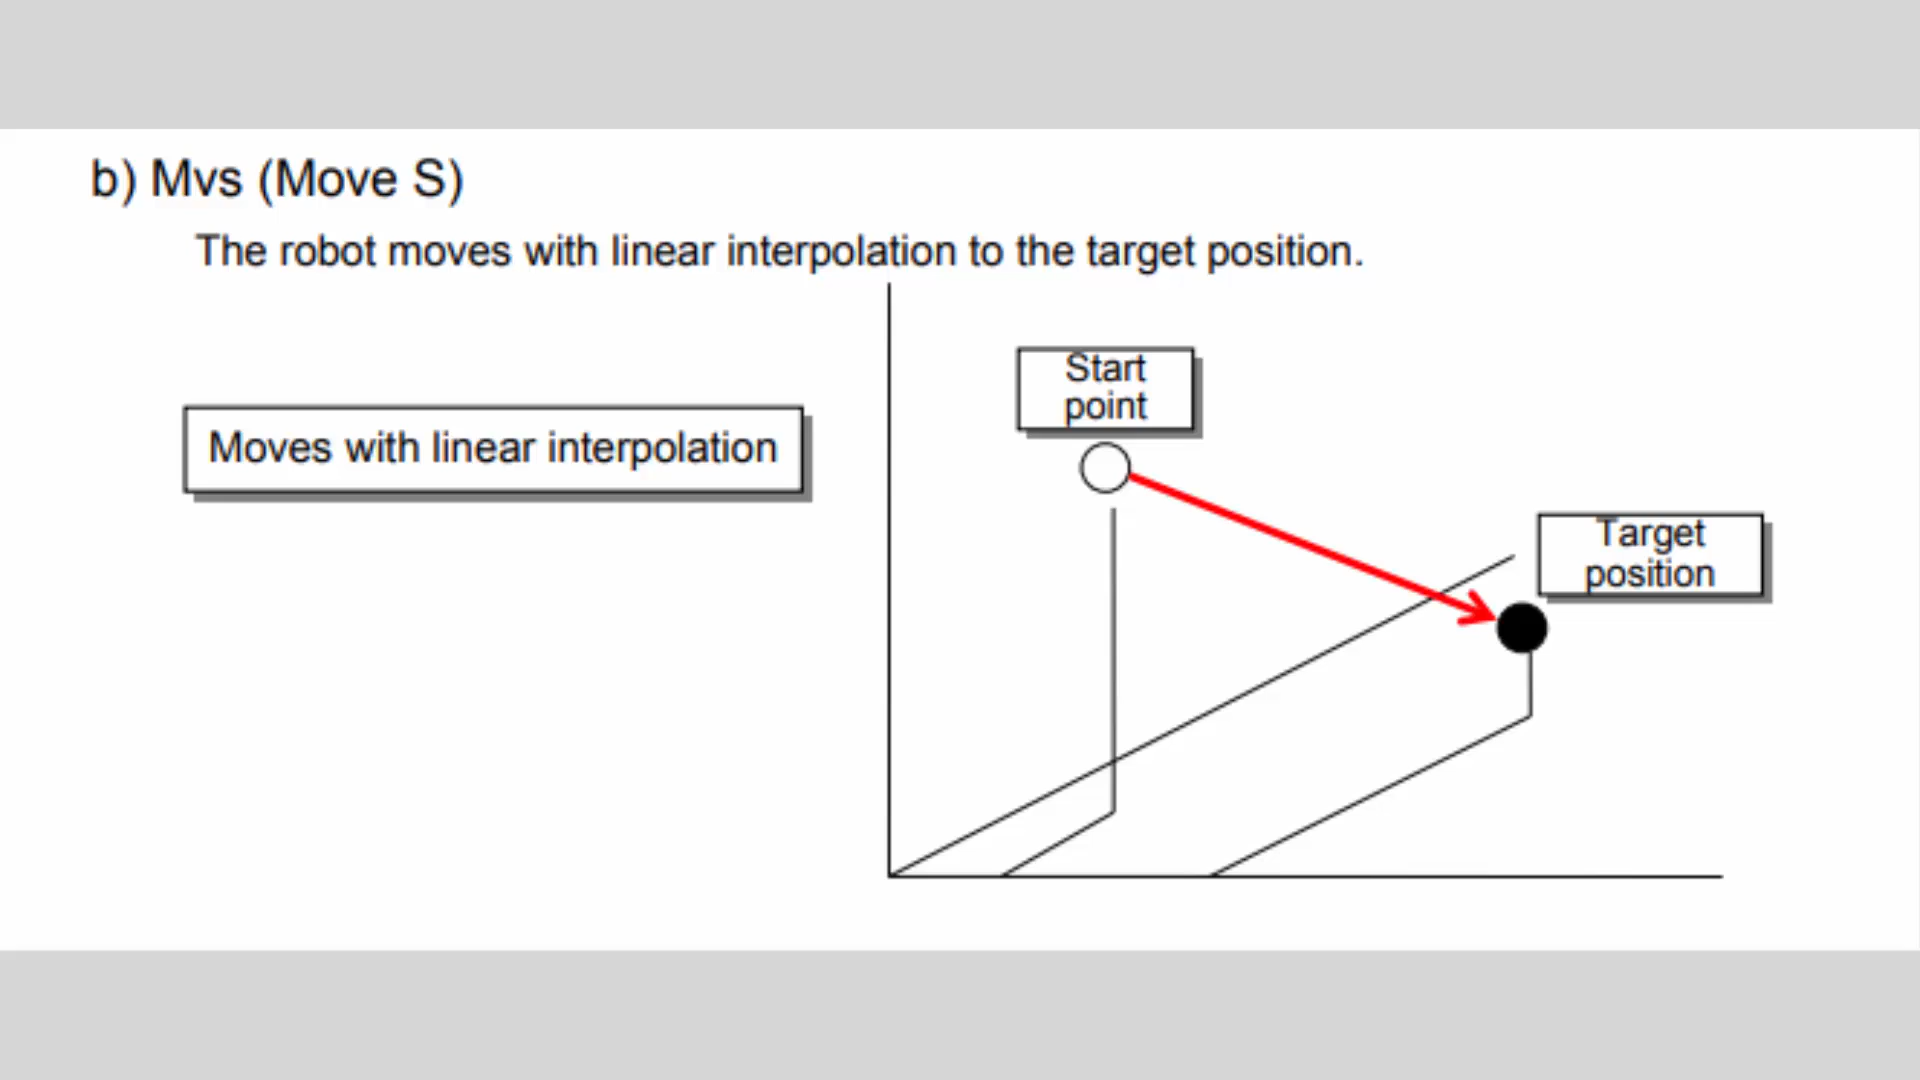 b) Mvs (Move S)
The robot moves with linear interpolation to the target position.
Start
point
Moves with linear interpolation
Target
position